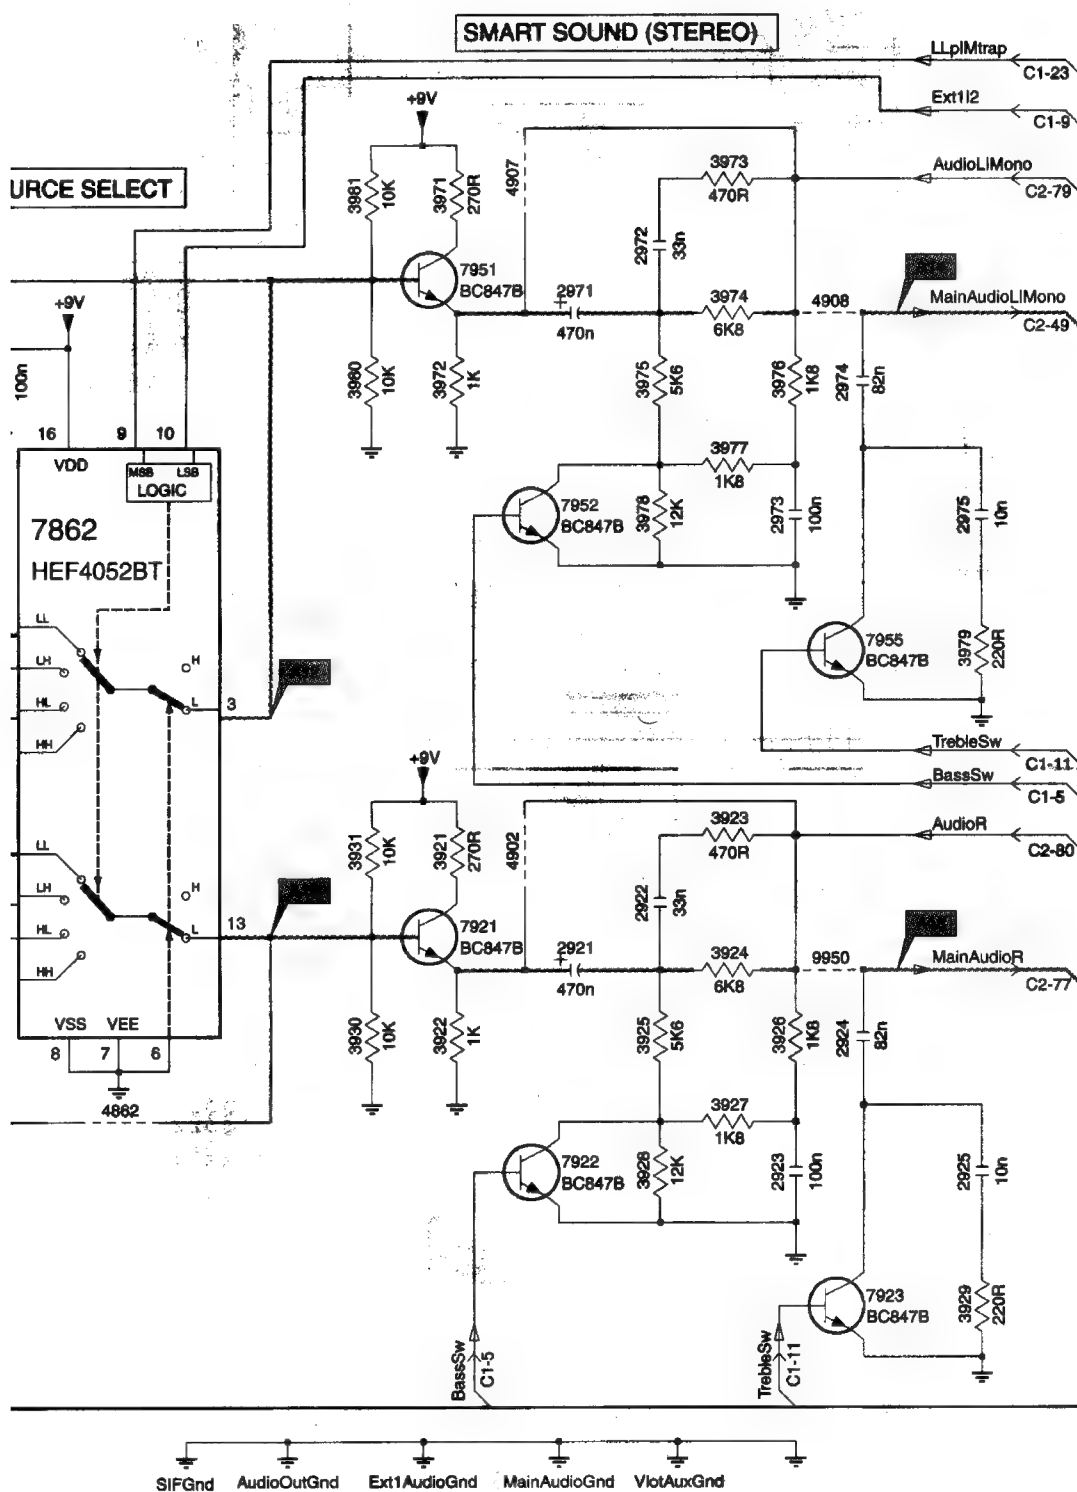 SMART SOUND (STEREO)
LLplMtrap
C1-23
Ext1I2
C1-9
+9V
URCE SELECT
3981
10K
3971
270R
4907
3973
470R
AudioLlMono
C2-79
2972
33n
7951
BC847B
+9V
2971
470n
3974
6K8
4908
MainAudioLlMono
C2-49
100n
3980
10K
3972
1K
3975
5K6
3976
1K8
2974
82n
16
9
10
VDD
MSB
LSB
LOGIC
3977
1K8
7862
HEF4052BT
7952
BC847B
3978
12K
2973
100n
2975
10n
LL
LH
HL
HH
H
L
3
7955
BC847B
3979
220R
TrebleSw
C1-11
BassSw
C1-5
+9V
AudioR
C2-80
3931
10K
3921
270R
4902
3923
470R
2922
33n
LL
LH
HL
HH
H
L
13
7921
BC847B
2921
470n
3924
6K8
9950
MainAudioR
C2-77
3930
10K
3922
1K
3925
5K6
3926
1K8
2924
82n
VSS
VEE
8
7
6
4862
3927
1K8
7922
BC847B
3928
12K
2923
100n
2925
10n
7923
BC847B
3929
220R
BassSw
C1-5
TrebleSw
C1-11
SIFGnd
AudioOutGnd
Ext1AudioGnd
MainAudioGnd
VlotAuxGnd